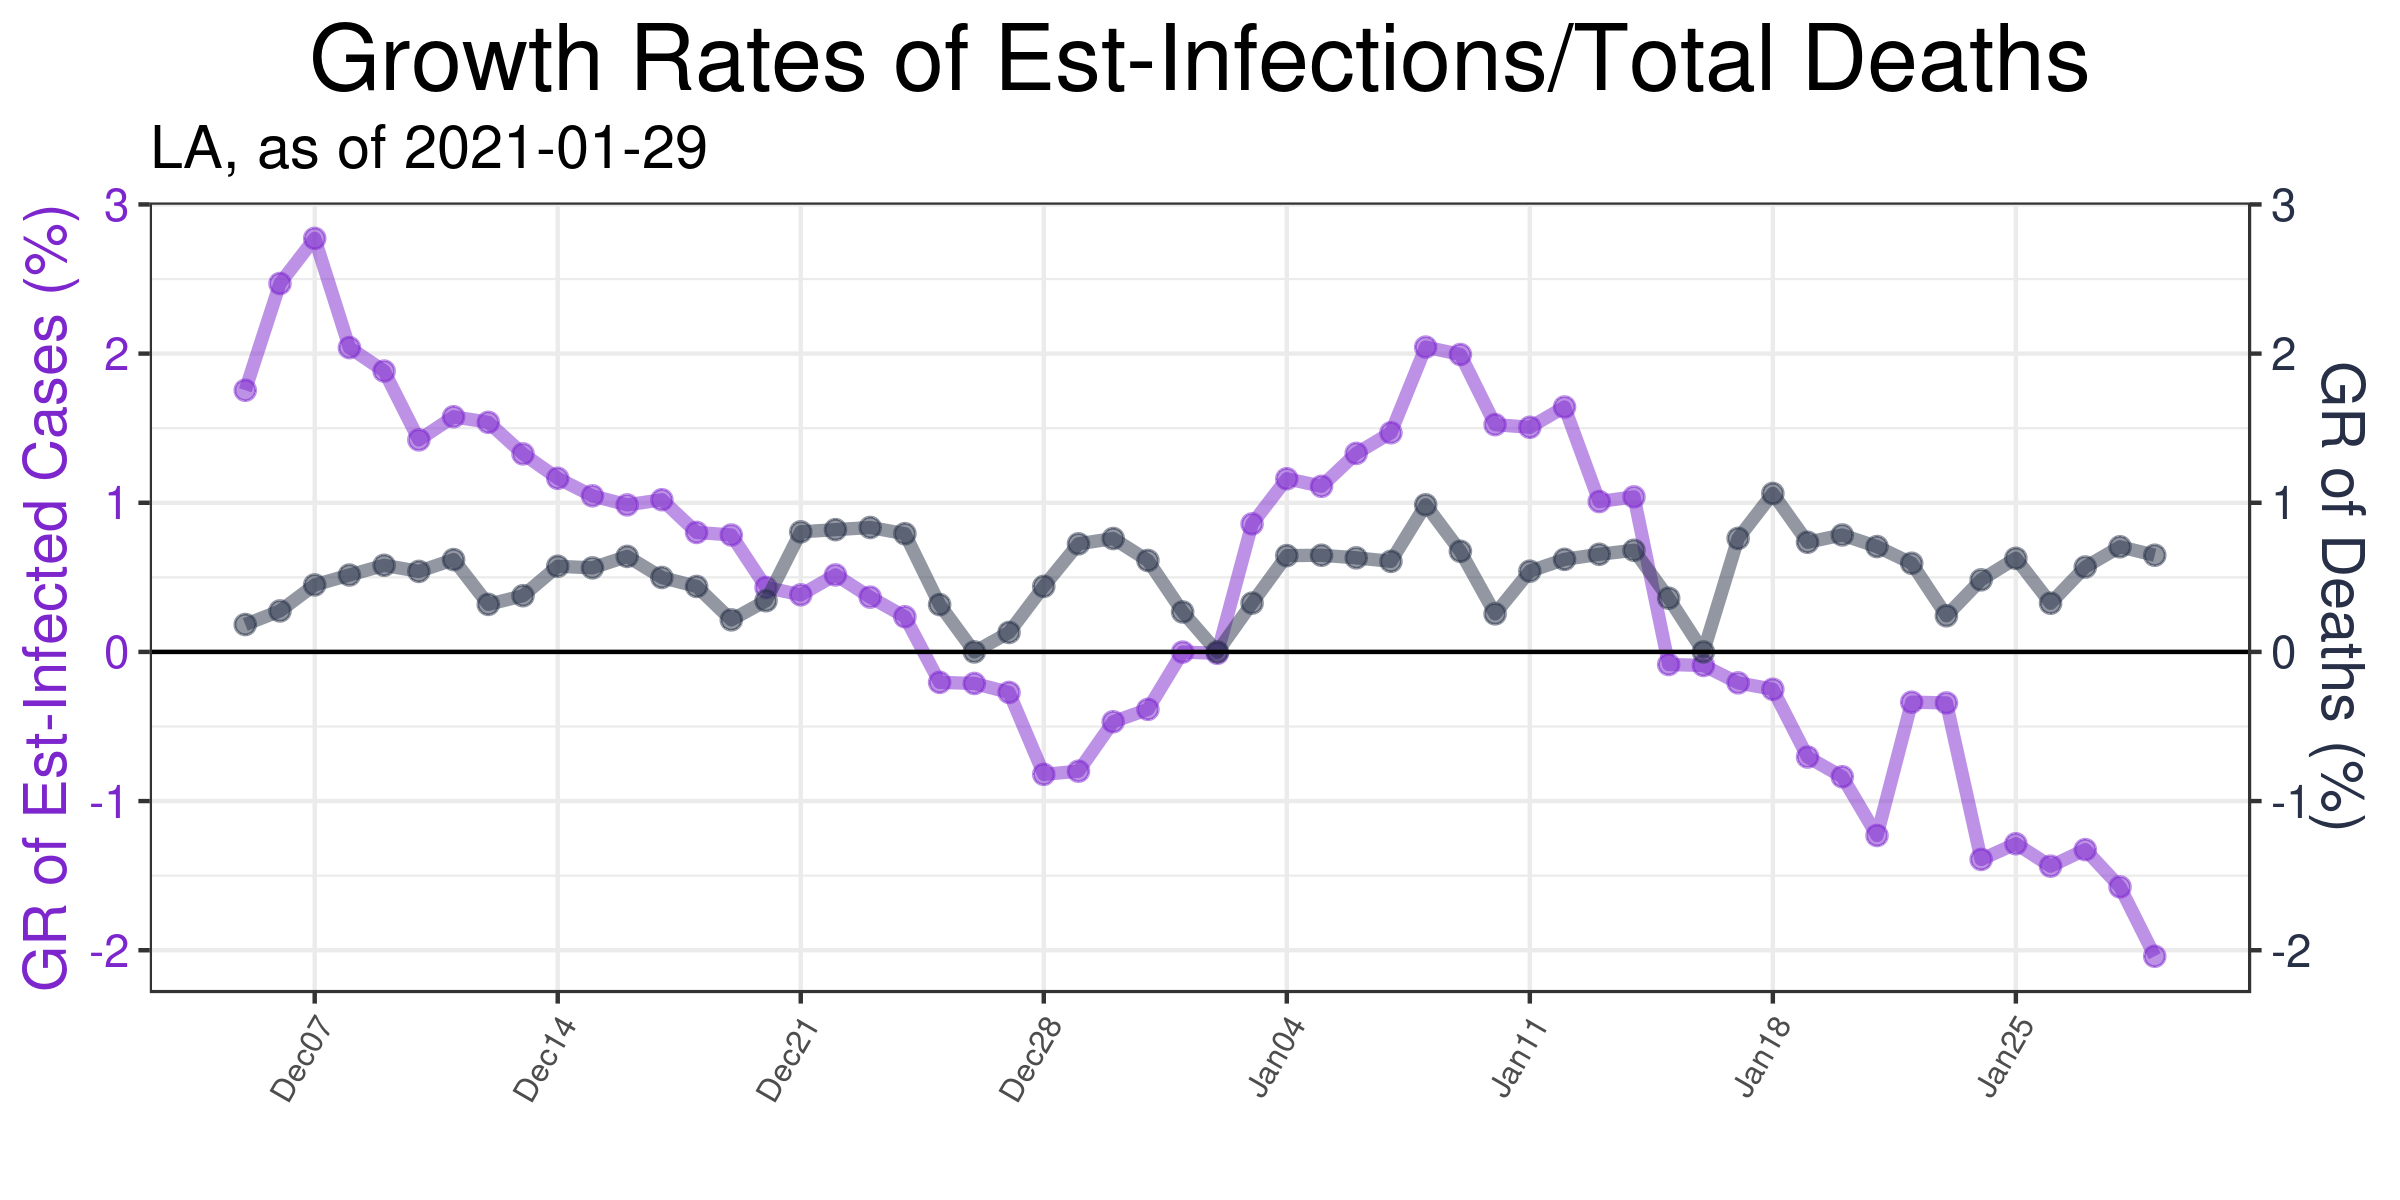 Growth Rates of Est-Infections/Total Deaths
LA, as of 2021-01-29
GR of Est-Infected Cases (%)
3
2
1
0
-1
-2
3
2
1
0
-1
-2
GR of Deaths (%)
Dec07
Dec14
Dec21
Dec28
Jan04
Jan11
Jan18
Jan25